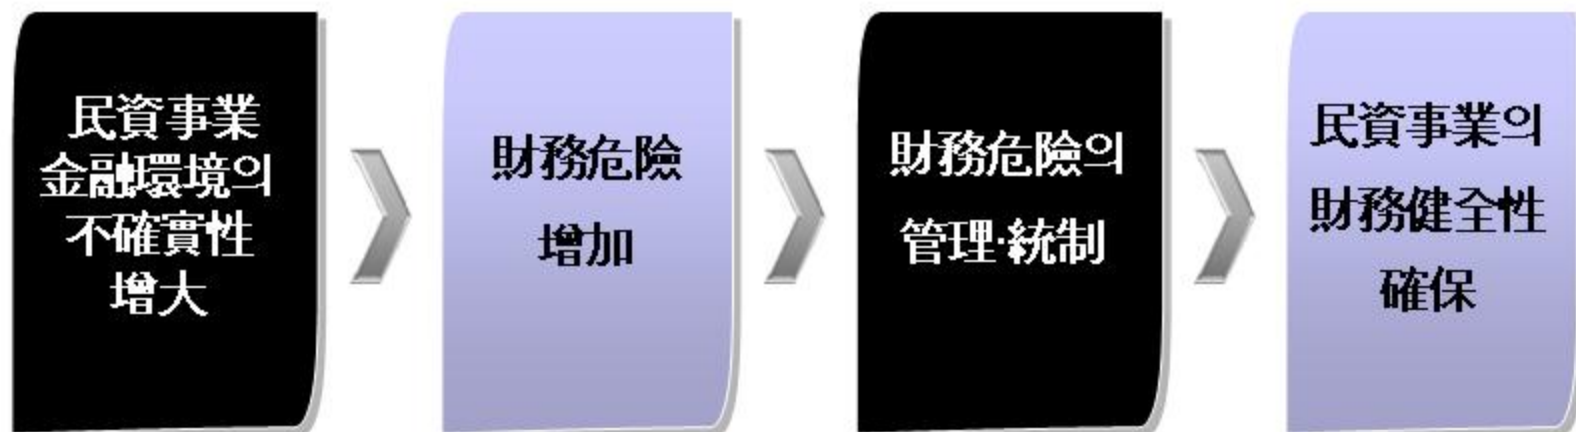 民資事業
金融環境의
不確實性
增大
財務危險
增加
財務危險의
管理·統制
民資事業의
財務健全性
確保